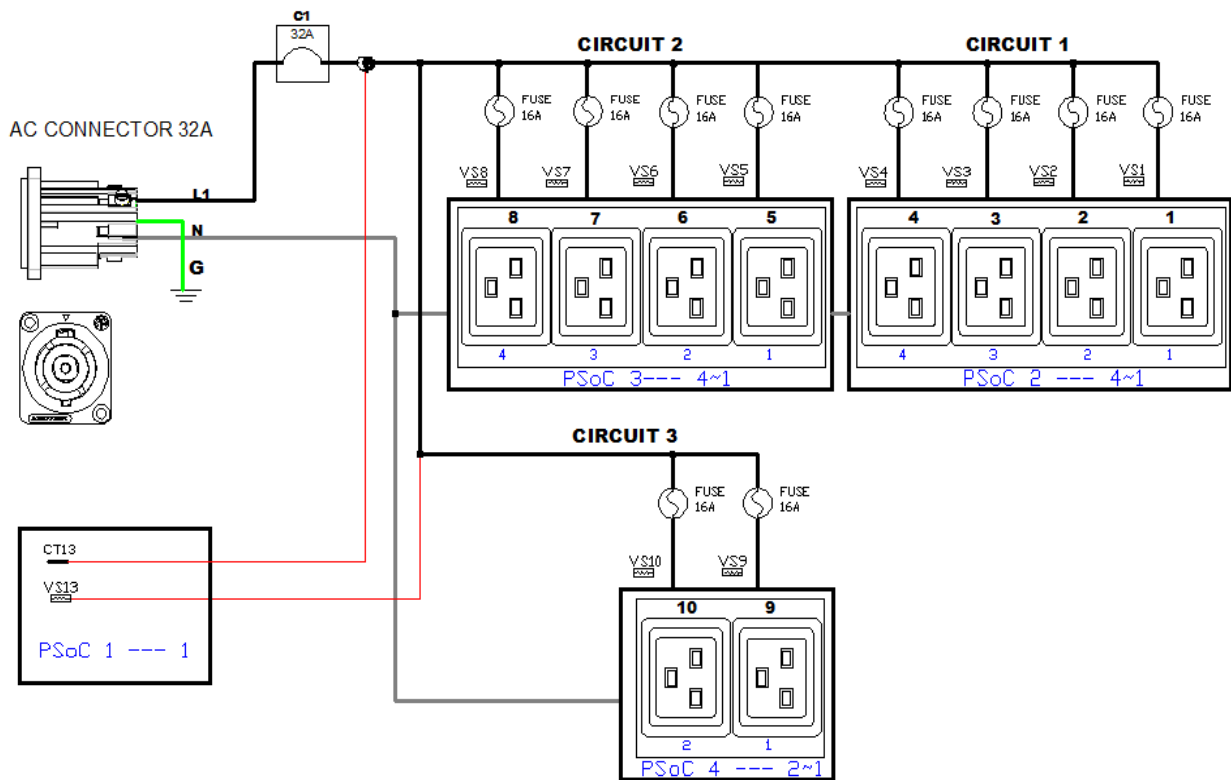 C1
32A
CIRCUIT 2
CIRCUIT 1
FUSE 16A
FUSE 16A
FUSE 16A
FUSE 16A
FUSE 16A
FUSE 16A
FUSE 16A
FUSE 16A
AC CONNECTOR 32A
L1
N
G
VS8
VS7
VS6
VS5
VS4
VS3
VS2
VS1
8 7 6 5
4 3 2 1
4 3 2 1
4 3 2 1
PSoC 3--- 4~1
PSoC 2 --- 4~1
CIRCUIT 3
FUSE 16A
FUSE 16A
VS10
VS9
10 9
2 1
PSoC 4 --- 2~1
CT13
VS13
PSoC 1 --- 1